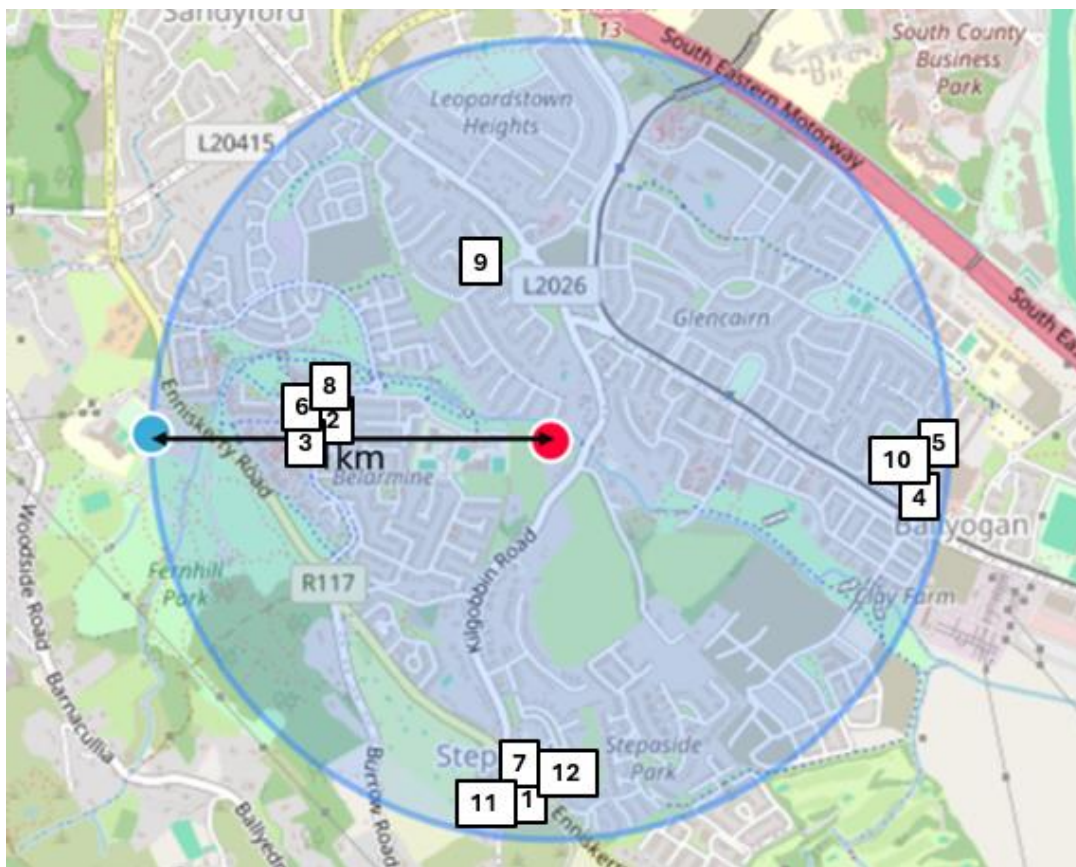 Sandyford
13
South County
Business
Park
South Eastern Motorway
Leopardstown
Heights
L20415
9
L2026
South Ea
Glencairn
8
6
2
3
1km
Belarmine
Enniskerry Road
5
10
4
Ballyogan
Woodside Road
R117
Fernhill
Park
Kilgobbin Road
Clay Farm
Barnacullia
Step
7
12
Stepaside
Park
11
1
Burrow Road
Enniskerr
Ballyed